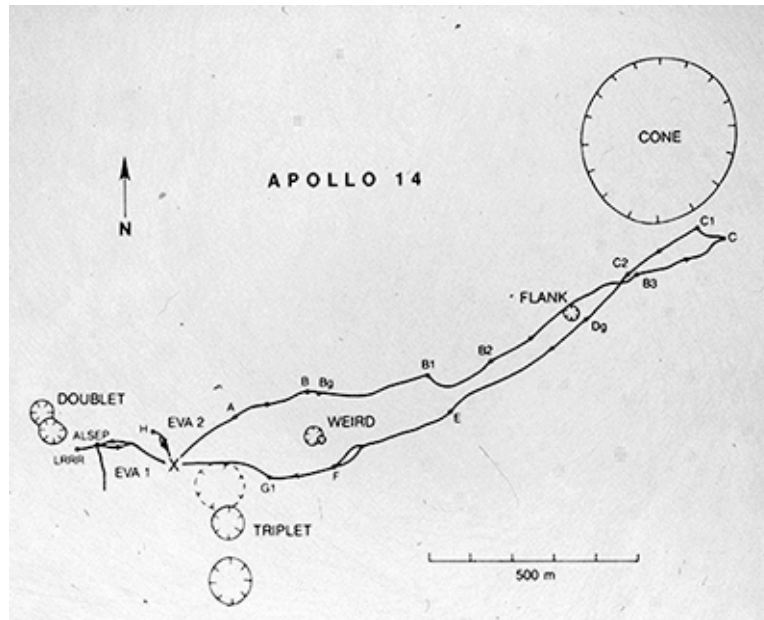 CONE
APOLLO 14
N
C1
C
C2
B3
FLANK
Dg
B2
B1
B Bg
E
DOUBLET
A
H
EVA 2
WEIRD
ALSEP
LRRR
EVA 1
X
F
G1
TRIPLET
500 m